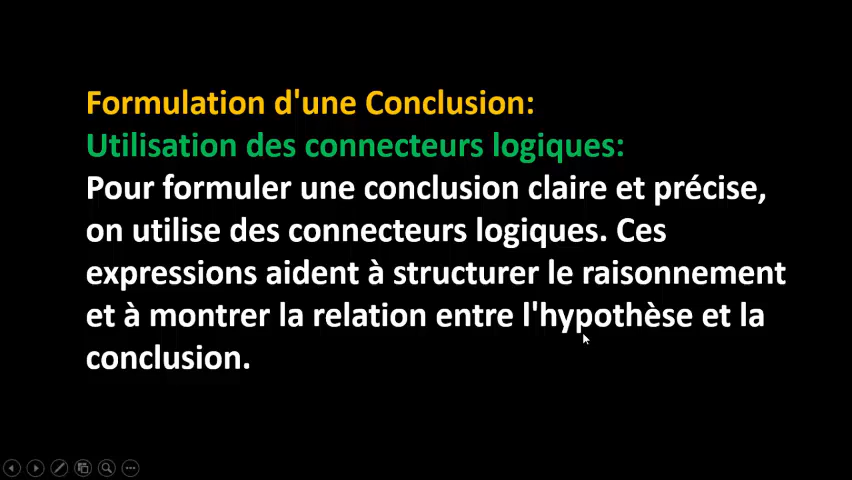 Formulation d'une Conclusion:
Utilisation des connecteurs logiques:
Pour formuler une conclusion claire et précise,
on utilise des connecteurs logiques. Ces
expressions aident à structurer le raisonnement
et à montrer la relation entre l'hypothèse et la
conclusion.